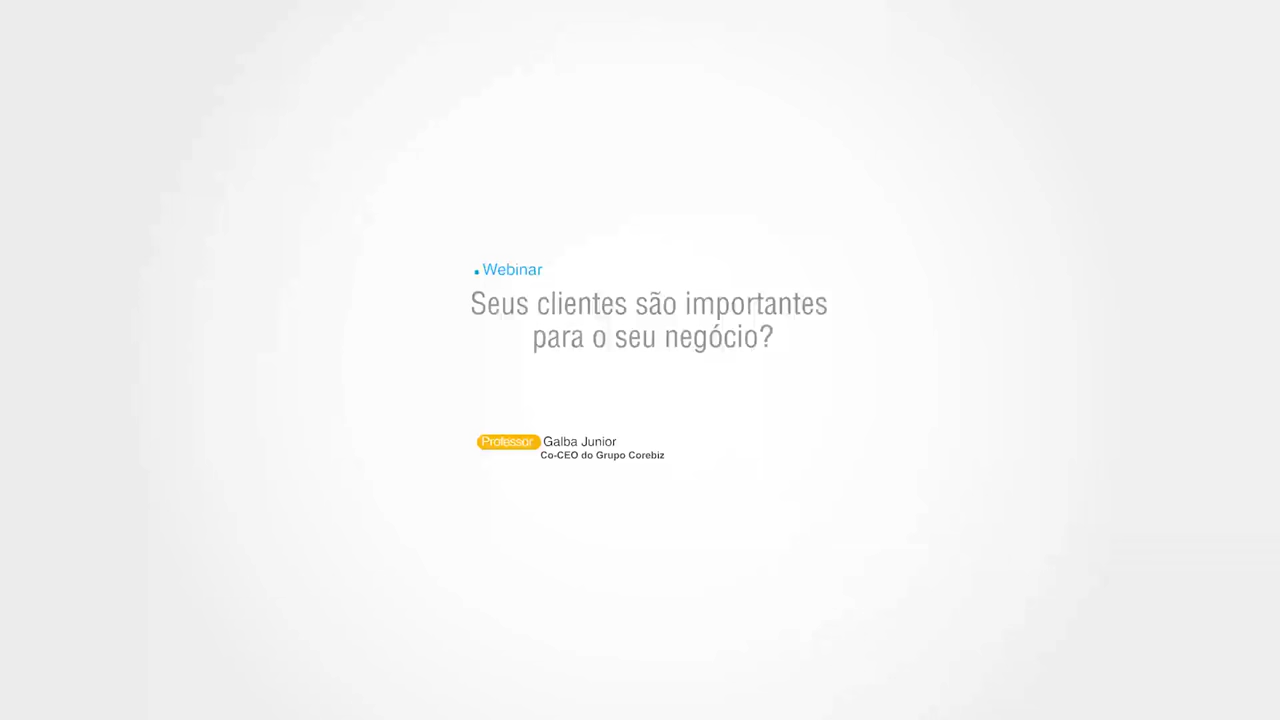 Webinar
Seus clientes são importantes
para o seu negócio?
Professor Galba Junior
Co-CEO do Grupo Corebiz